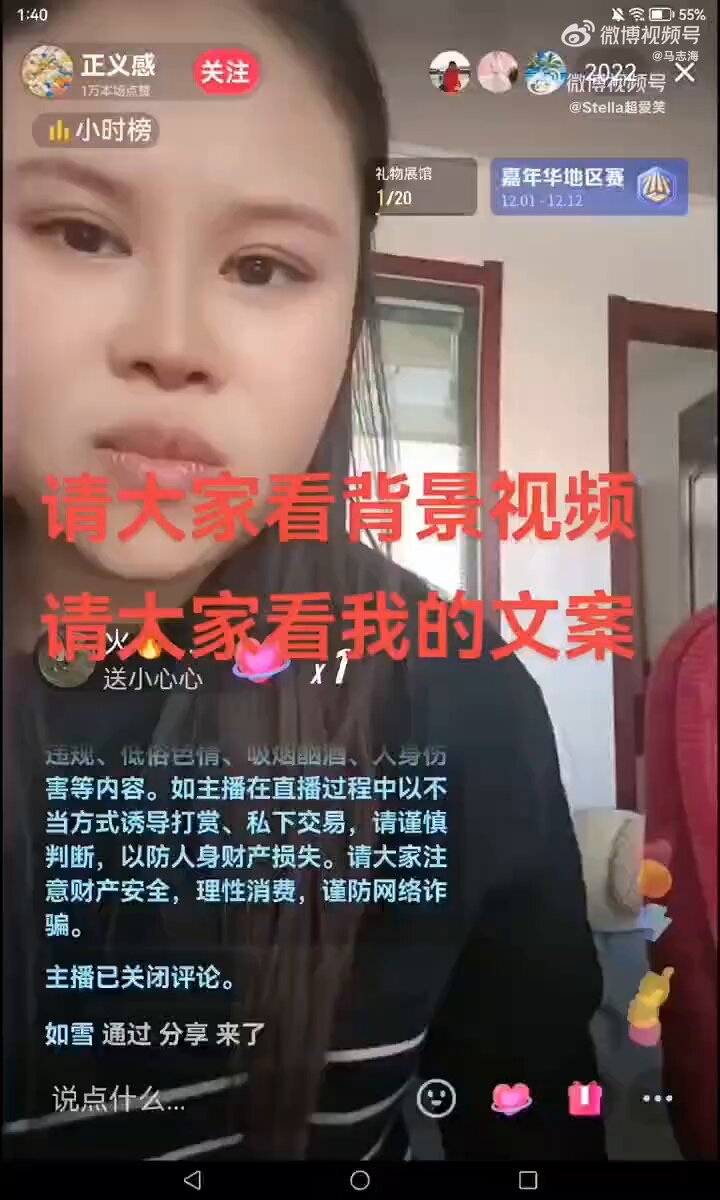 1:40
55%
微博视频号
@马志海
正义感
1万本场点赞
关注
2022
微博视频号
@Stella超爱笑
小时榜
礼物展馆
1/20
嘉年华地区赛
12.01 - 12.12
请大家看背景视频
请大家看我的文案
火🔥...
送小心心
x 1
违规、低俗色情、吸烟酗酒、人身伤
害等内容。如主播在直播过程中以不
当方式诱导打赏、私下交易，请谨慎
判断，以防人身财产损失。请大家注
意财产安全，理性消费，谨防网络诈
骗。
主播已关闭评论。
如雪 通过 分享 来了
说点什么...